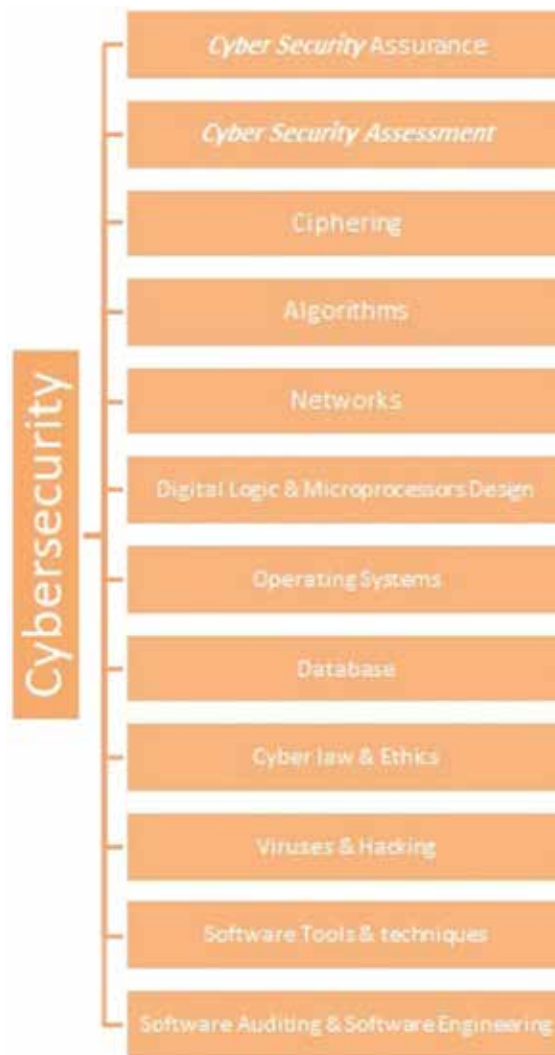 Cybersecurity
Cyber Security Assurance
Cyber Security Assessment
Ciphering
Algorithms
Networks
Digital Logic & Microprocessors Design
Operating Systems
Database
Cyber law & Ethics
Viruses & Hacking
Software Tools & techniques
Software Auditing & Software Engineering